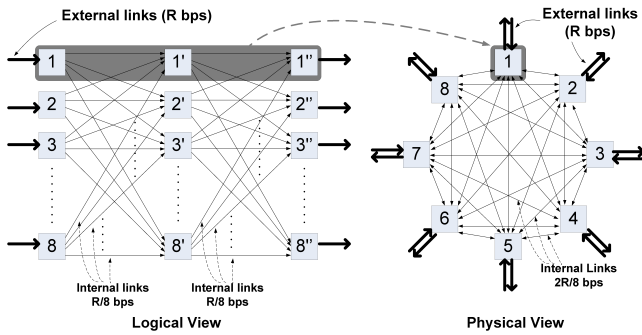 External links (R bps)
1 1' 1"
2 2' 2"
3 3' 3"
8 8' 8"
Internal links
R/8 bps
Internal links
R/8 bps
Logical View
External links
(R bps)
1
2
3
4
5
6
7
8
Internal Links
2R/8 bps
Physical View